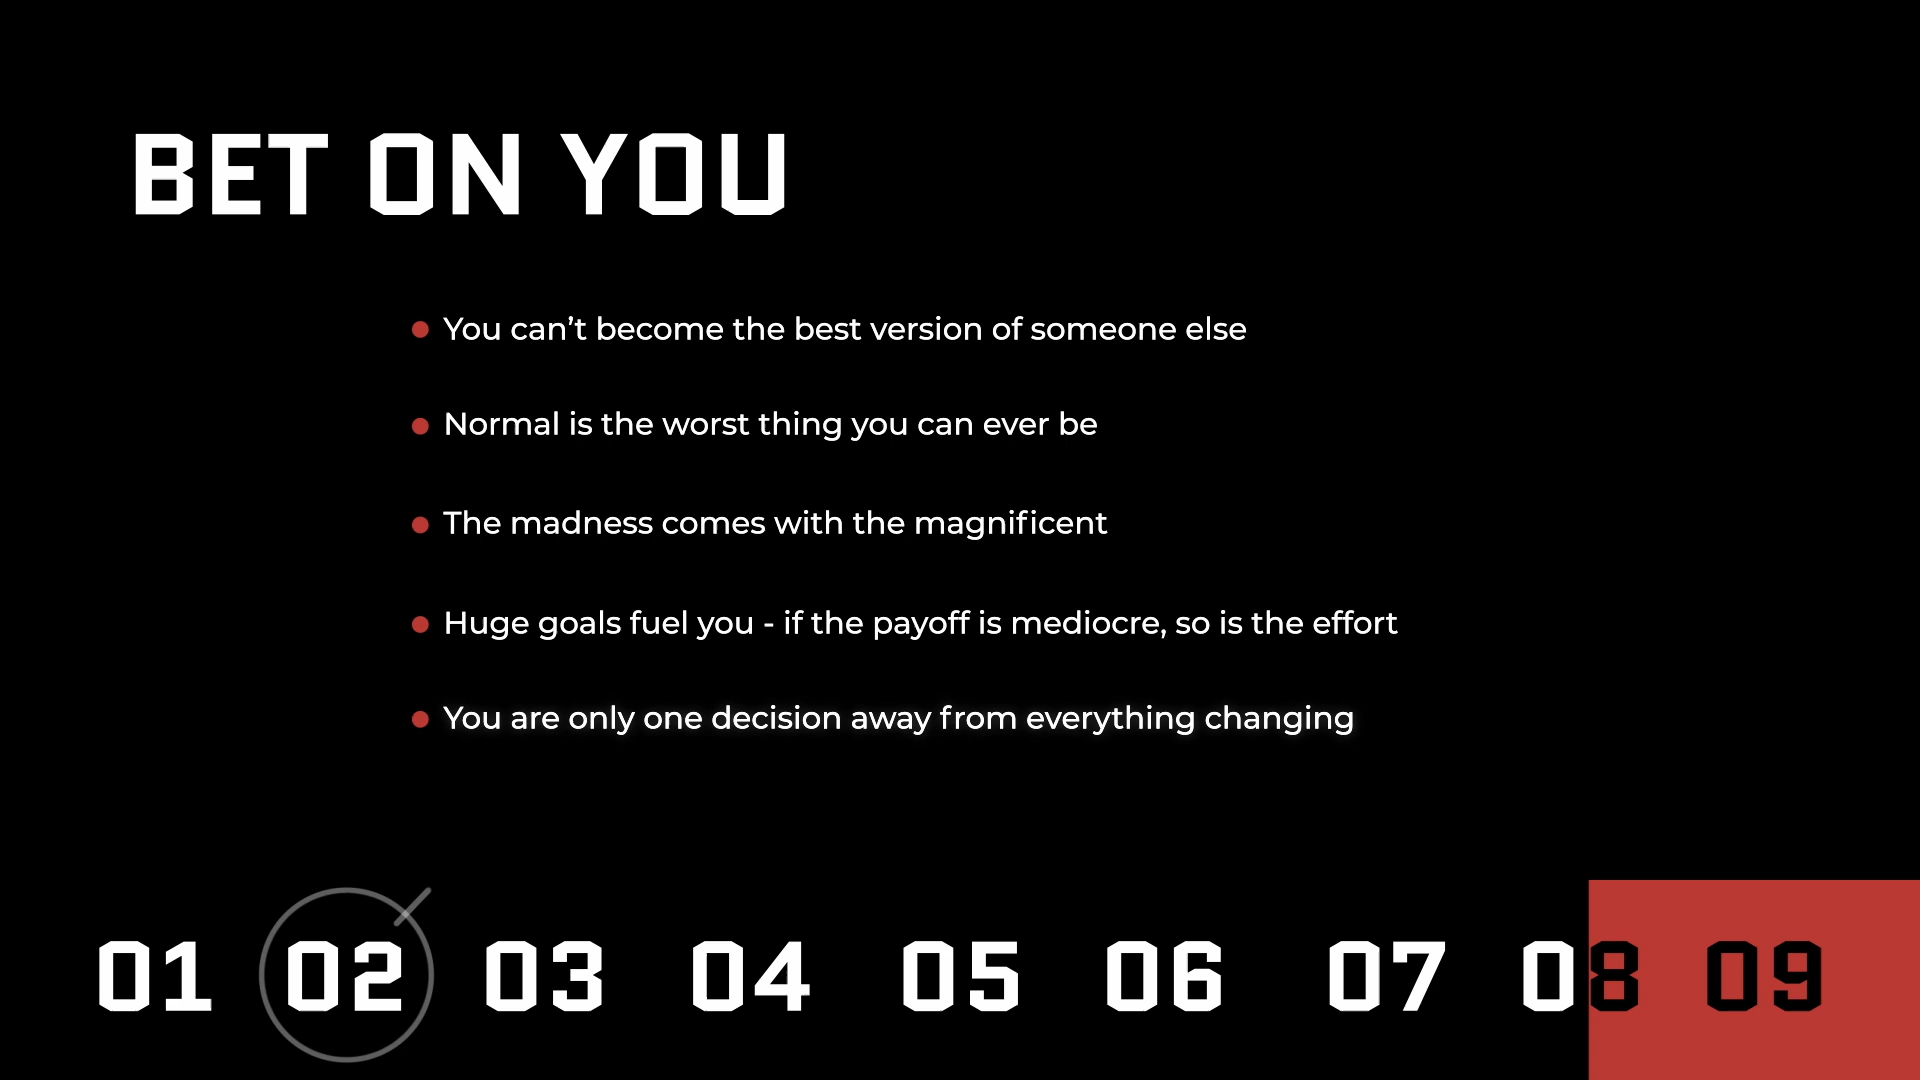 BET ON YOU
You can’t become the best version of someone else
Normal is the worst thing you can ever be
The madness comes with the magnificent
Huge goals fuel you - if the payoff is mediocre, so is the effort
You are only one decision away from everything changing
01 02 03 04 05 06 07 08 09